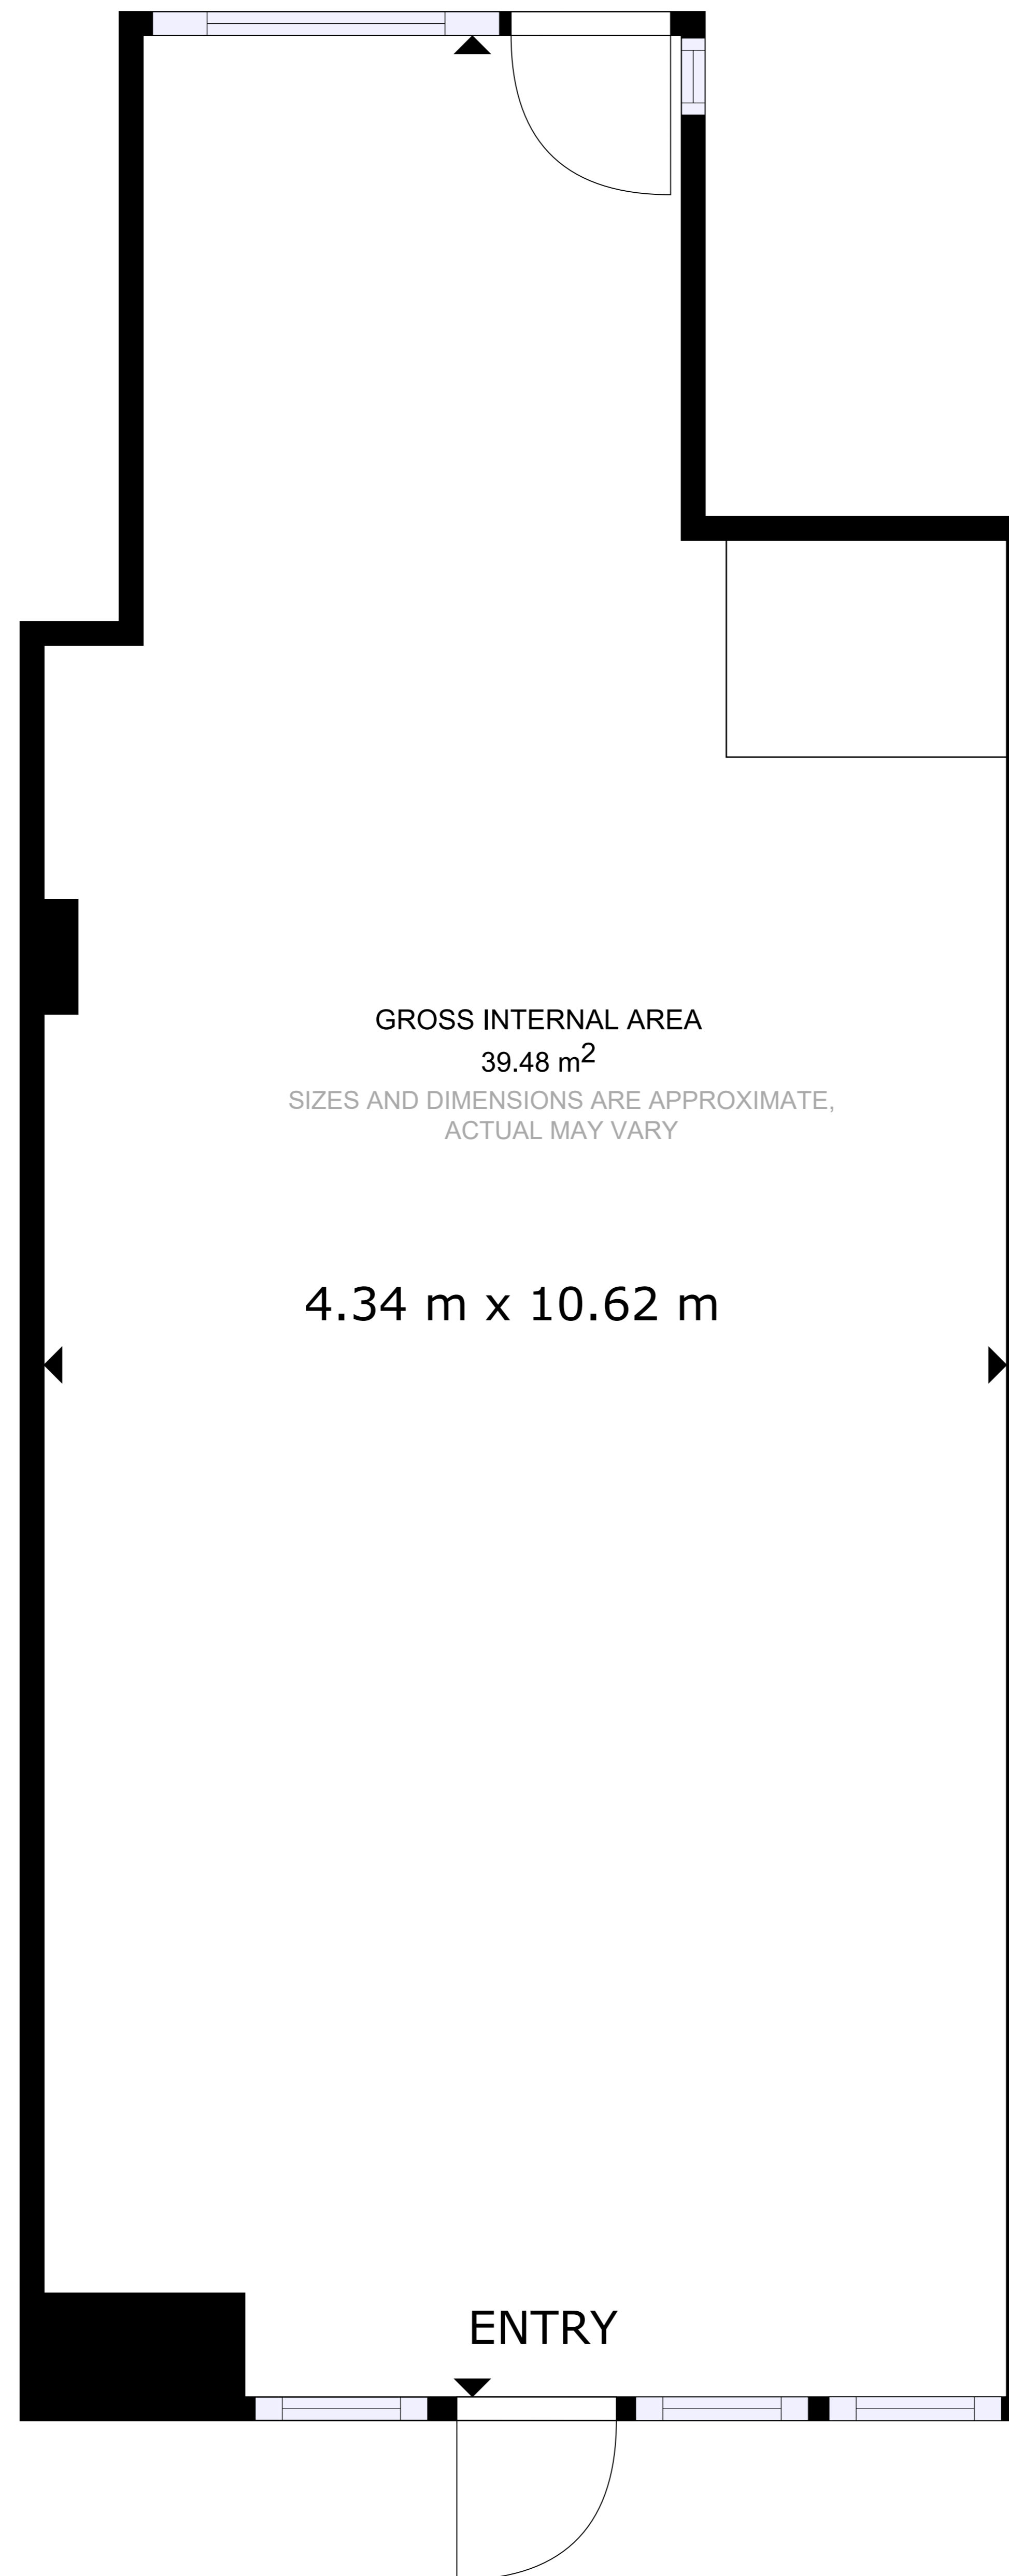 GROSS INTERNAL AREA
39.48 m²
SIZES AND DIMENSIONS ARE APPROXIMATE,
ACTUAL MAY VARY
4.34 m x 10.62 m
ENTRY